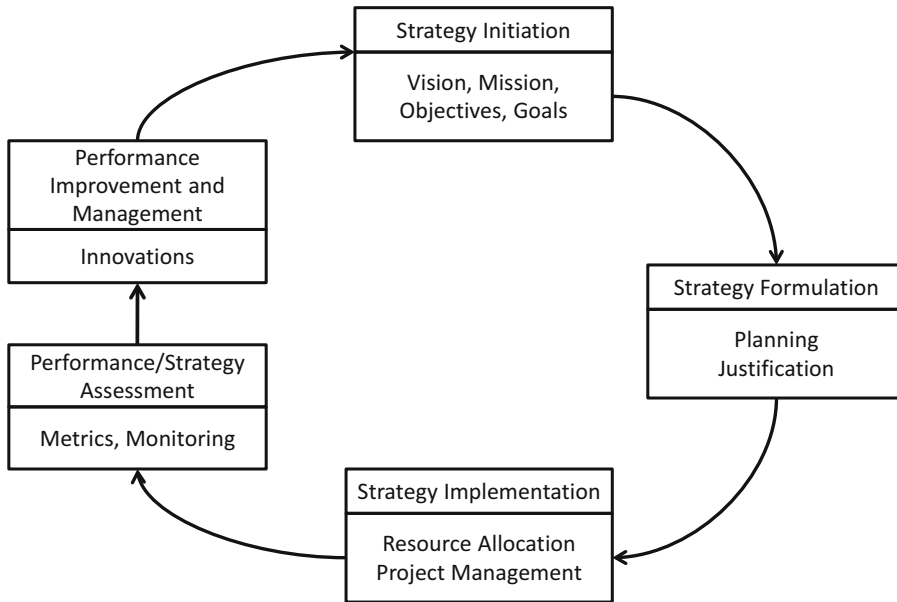 Strategy Initiation
Vision, Mission,
Objectives, Goals
Strategy Formulation
Planning
Justification
Strategy Implementation
Resource Allocation
Project Management
Performance/Strategy
Assessment
Metrics, Monitoring
Performance
Improvement and
Management
Innovations